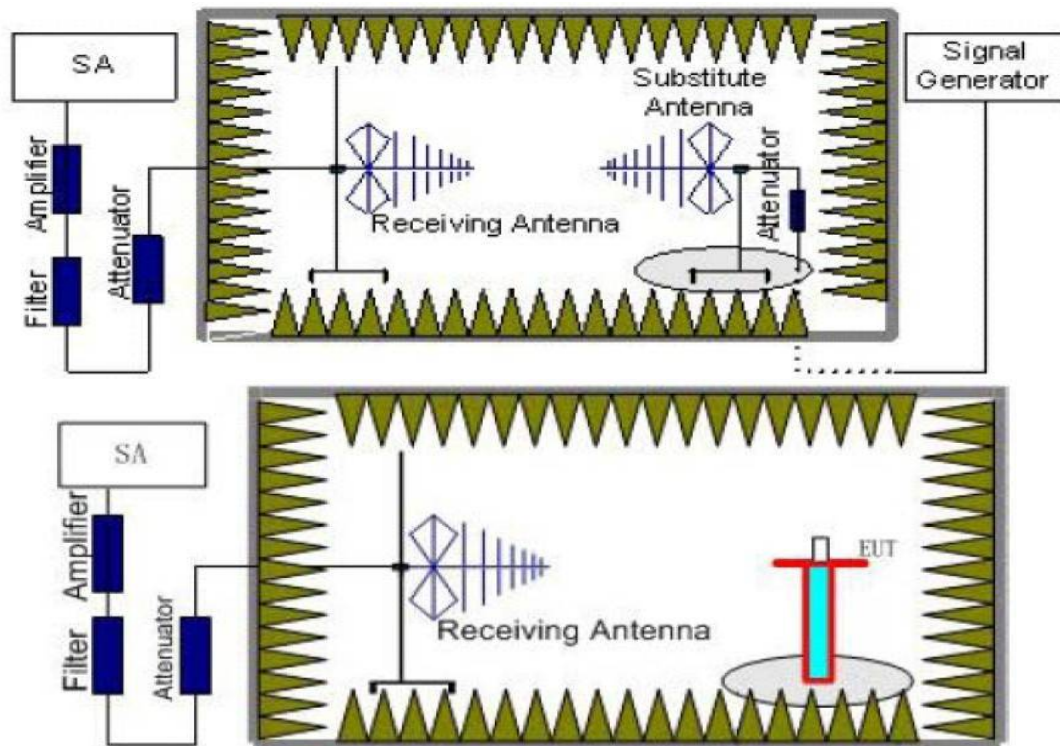 SA
Signal
Generator
Substitute
Antenna
Amplifier
Attenuator
Receiving Antenna
Attenuator
Filter
SA
Amplifier
EUT
Receiving Antenna
Filter
Attenuator